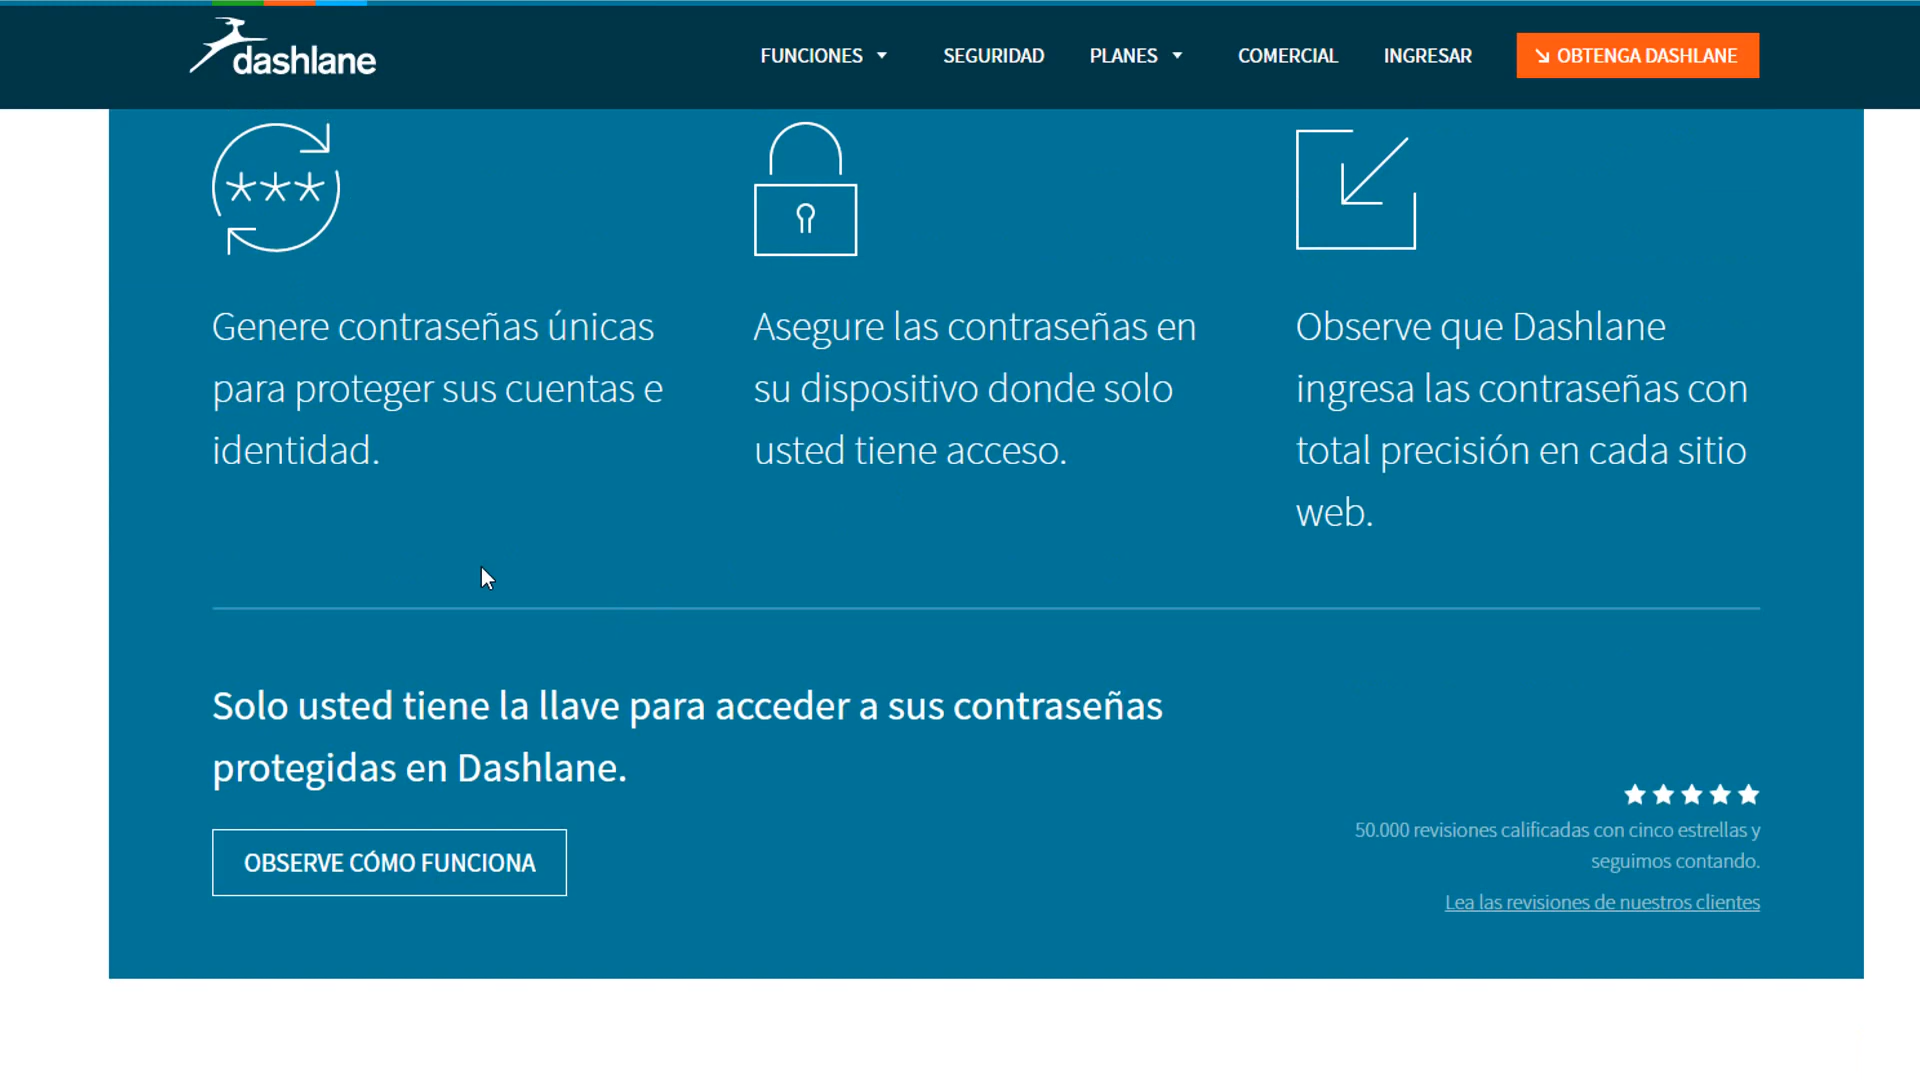 dashlane
FUNCIONES
SEGURIDAD
PLANES
COMERCIAL
INGRESAR
OBTENGA DASHLANE
***
Genere contraseñas únicas
para proteger sus cuentas e
identidad.
Asegure las contraseñas en
su dispositivo donde solo
usted tiene acceso.
Observe que Dashlane
ingresa las contraseñas con
total precisión en cada sitio
web.
Solo usted tiene la llave para acceder a sus contraseñas
protegidas en Dashlane.
OBSERVE CÓMO FUNCIONA
50.000 revisiones calificadas con cinco estrellas y
seguimos contando.
Lea las revisiones de nuestros clientes